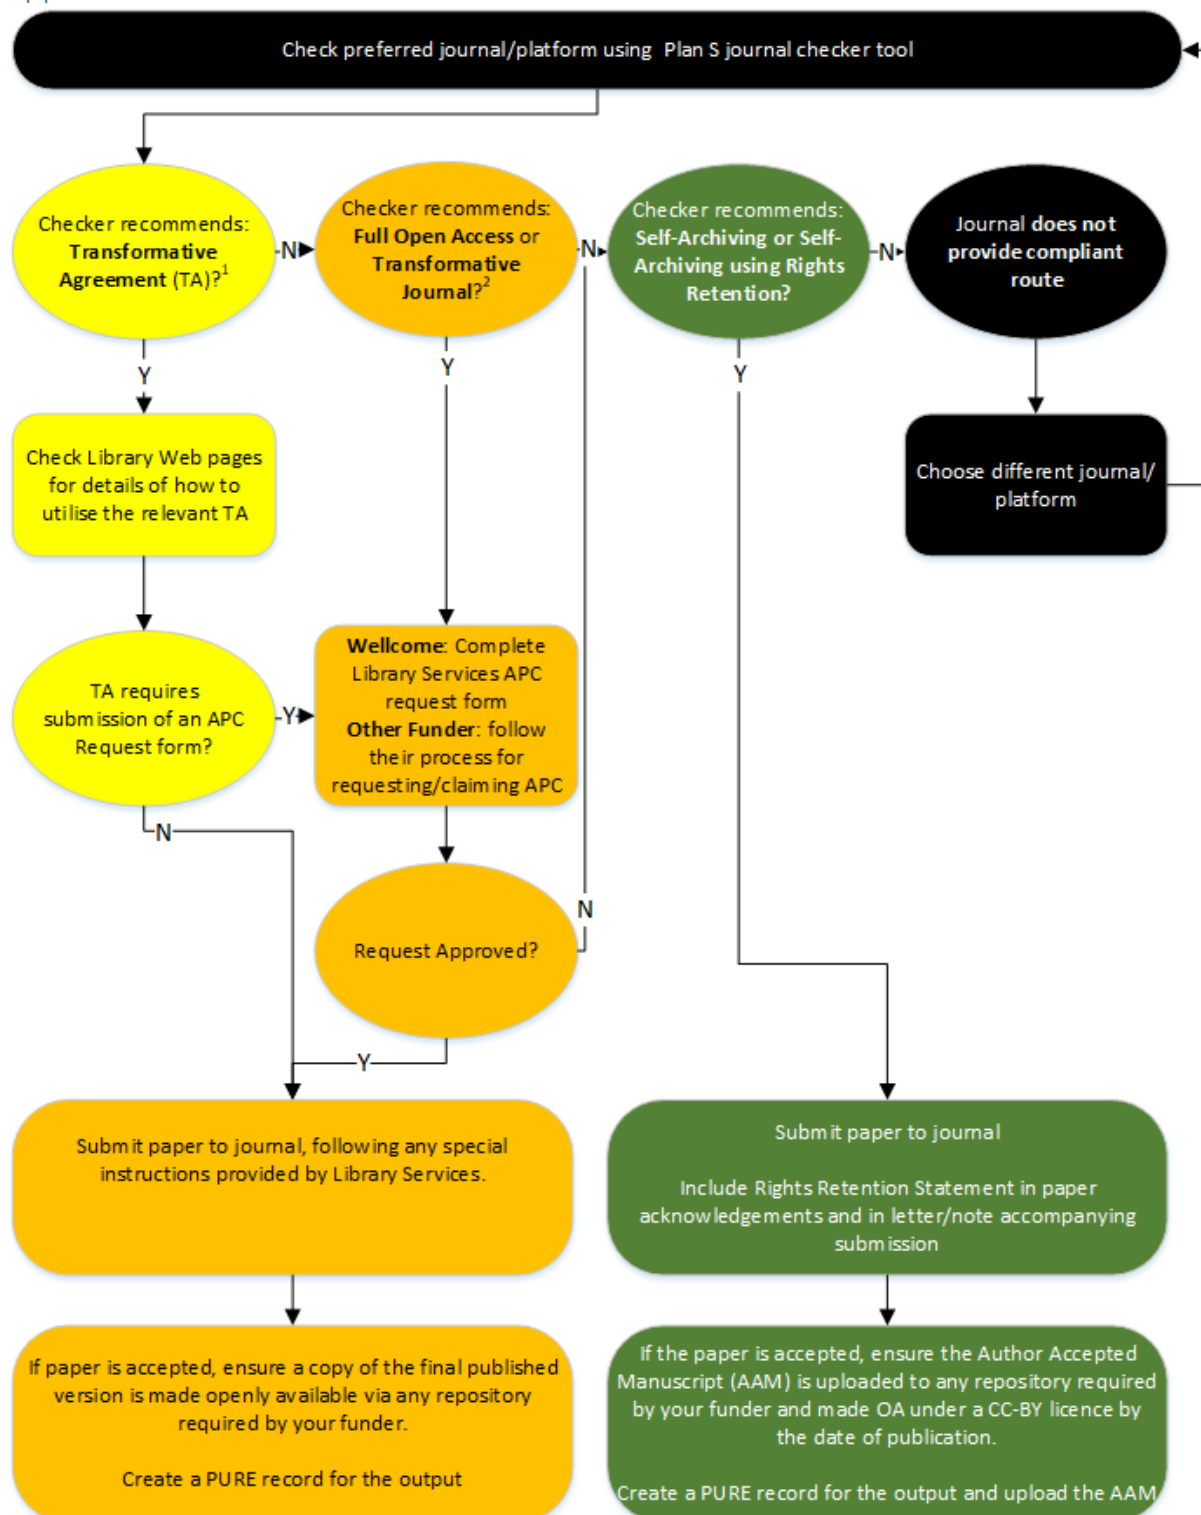 Check preferred journal/platform using Plan S journal checker tool
Checker recommends:
Transformative
Agreement (TA)?1
N
Checker recommends:
Full Open Access or
Transformative
Journal?2
N
Checker recommends:
Self-Archiving or Self-
Archiving using Rights
Retention?
N
Journal does not
provide compliant
route
Y
Y
Y
Check Library Web pages
for details of how to
utilise the relevant TA
Choose different journal/
platform
TA requires
submission of an APC
Request form?
Y
Wellcome: Complete
Library Services APC
request form
Other Funder: follow
their process for
requesting/claiming APC
N
Request Approved?
N
Y
Submit paper to journal, following any special
instructions provided by Library Services.
Submit paper to journal
Include Rights Retention Statement in paper
acknowledgements and in letter/note accompanying
submission
If paper is accepted, ensure a copy of the final published
version is made openly available via any repository
required by your funder.
Create a PURE record for the output
If the paper is accepted, ensure the Author Accepted
Manuscript (AAM) is uploaded to any repository required
by your funder and made OA under a CC-BY licence by
the date of publication.
Create a PURE record for the output and upload the AAM